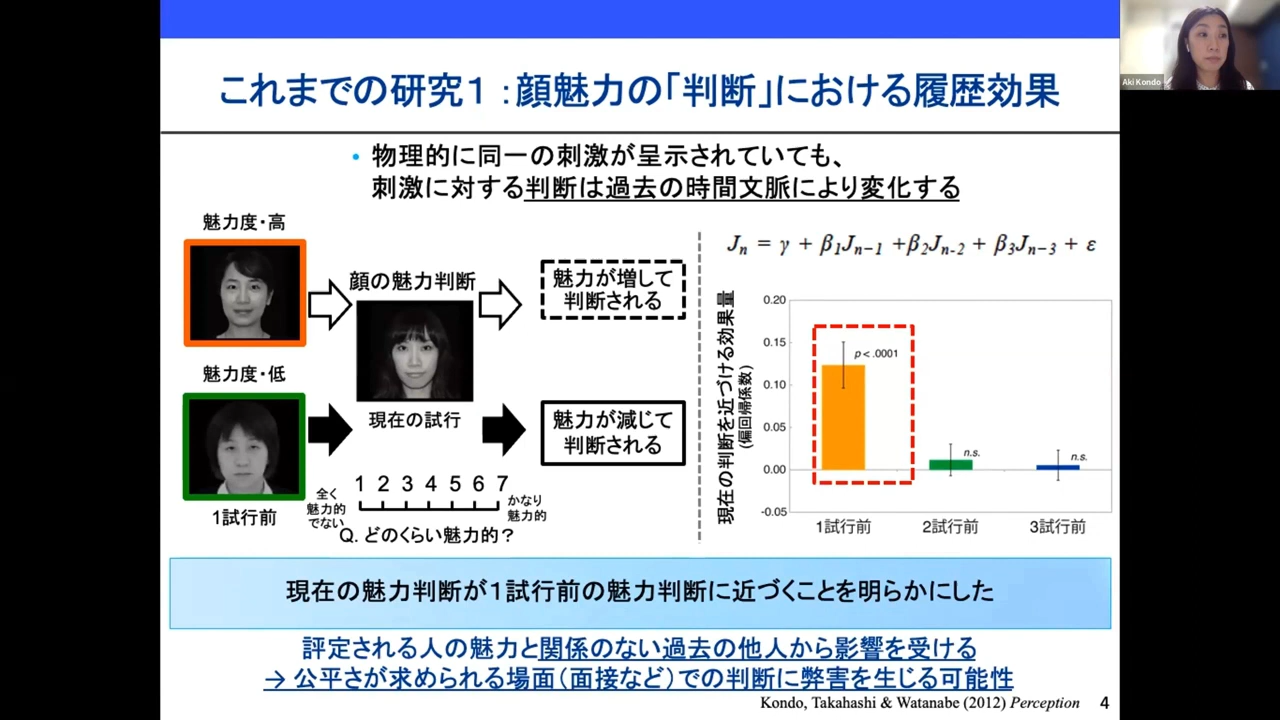 これまでの研究１：顔魅力の「判断」における履歴効果
Aki Kondo
• 物理的に同一の刺激が呈示されていても、
刺激に対する判断は過去の時間文脈により変化する
魅力度・高
顔の魅力判断
魅力が増して
判断される
魅力度・低
現在の試行
魅力が減じて
判断される
1試行前
1 2 3 4 5 6 7
全く
魅力的
でない
かなり
魅力的
Q. どのくらい魅力的？
Jn = γ + β1Jn−1 +β2Jn-2 + β3Jn−3 + ε
現在の判断を近づける効果量
(偏回帰係数)
0.20
0.15
0.10
0.05
0.00
-0.05
p < .0001
n.s.
n.s.
1試行前
2試行前
3試行前
現在の魅力判断が１試行前の魅力判断に近づくことを明らかにした
評定される人の魅力と関係のない過去の他人から影響を受ける
→ 公平さが求められる場面（面接など）での判断に弊害を生じる可能性
Kondo, Takahashi & Watanabe (2012) Perception
4